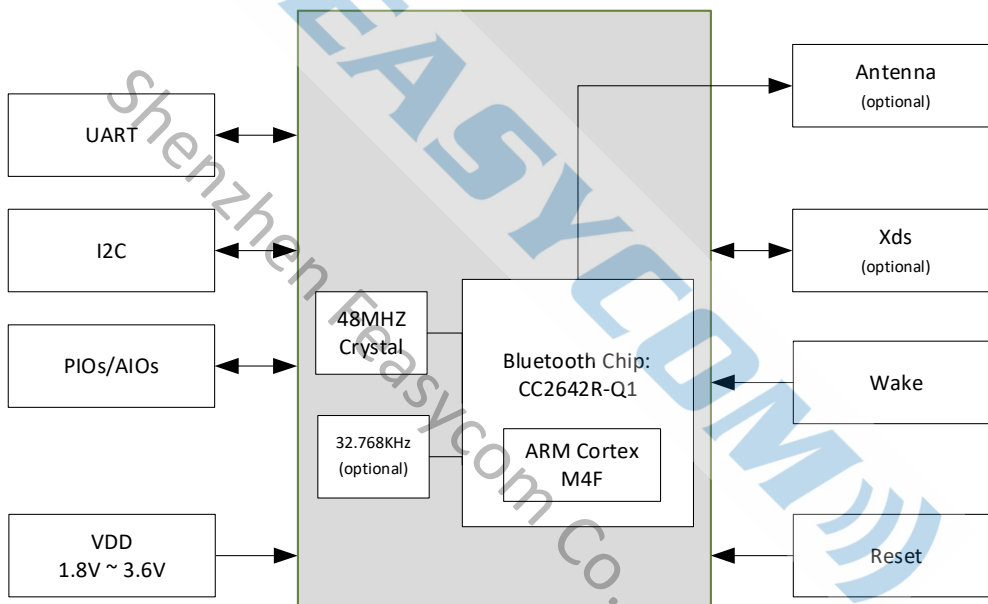 UART
I2C
PIOs/AIOs
VDD
1.8V ~ 3.6V
48MHZ
Crystal
32.768KHz
(optional)
Bluetooth Chip:
CC2642R-Q1
ARM Cortex
M4F
Antenna
(optional)
Xds
(optional)
Wake
Reset
Shenzhen Feasycom Co.
EASYCOM